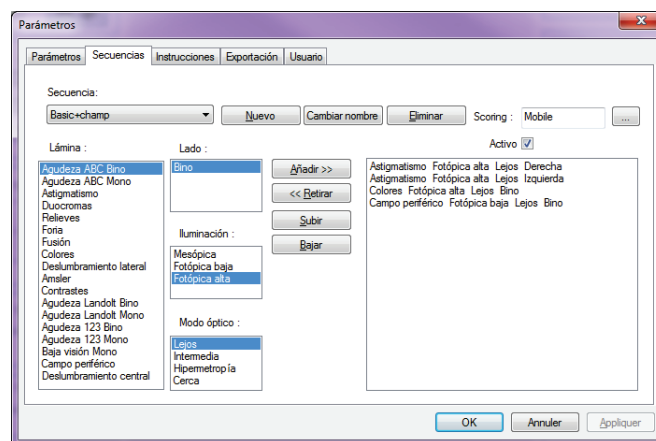 Parámetros
Parámetros Secuencias Instrucciones Exportación Usuario
Secuencia:
Basic+champ Nuevo Cambiar nombre Eliminar Scoring : Mobile ...
Activo
Lámina :
Agudeza ABC Bino
Agudeza ABC Mono
Astigmatismo
Duocromas
Relieves
Foria
Fusión
Colores
Deslumbramiento lateral
Amsler
Contrastes
Agudeza Landolt Bino
Agudeza Landolt Mono
Agudeza 123 Bino
Agudeza 123 Mono
Baja visión Mono
Campo periférico
Deslumbramiento central
Lado :
Bino
Iluminación :
Mesópica
Fotópica baja
Fotópica alta
Modo óptico :
Lejos
Intermedia
Hipermetropía
Cerca
Añadir >>
<< Retirar
Subir
Bajar
Astigmatismo Fotópica alta Lejos Derecha
Astigmatismo Fotópica alta Lejos Izquierda
Colores Fotópica alta Lejos Bino
Campo periférico Fotópica baja Lejos Bino
OK Annuler Appliquer